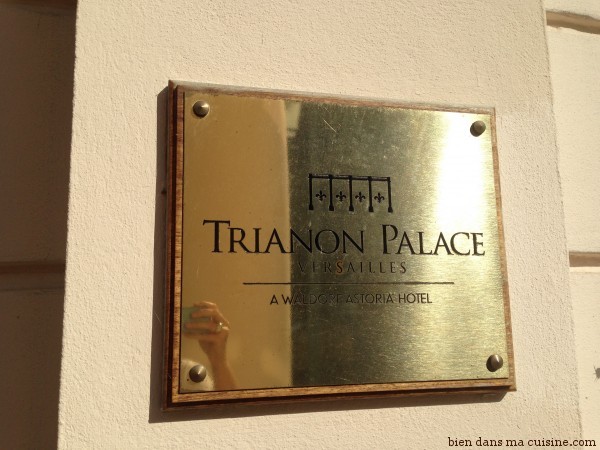 TRIANON PALACE
VERSAILLES
A WALDORF ASTORIA HOTEL
bien dans ma cuisine.com